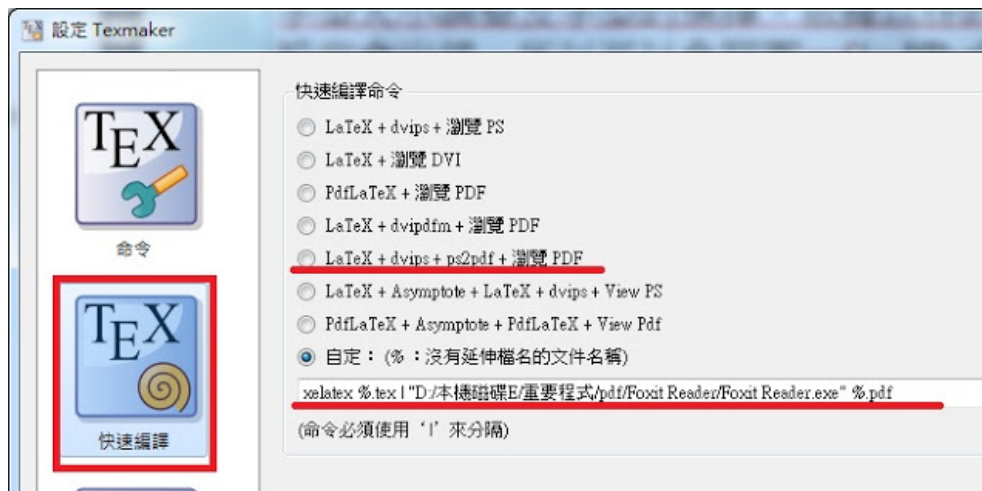 設定 Texmaker
TEX
命令
TEX
快速編譯
快速編譯命令
LaTeX + dvips + 瀏覽 PS
LaTeX + 瀏覽 DVI
PdfLaTeX + 瀏覽 PDF
LaTeX + dvipdfm + 瀏覽 PDF
LaTeX + dvips + ps2pdf + 瀏覽 PDF
LaTeX + Asymptote + LaTeX + dvips + View PS
PdfLaTeX + Asymptote + PdfLaTeX + View Pdf
自定： (% ：沒有延伸檔名的文件名稱)
xelatex %.tex | "D:/本機磁碟E/重要程式/pdf/Foxit Reader/Foxit Reader.exe" %.pdf
(命令必須使用‘|’來分隔)